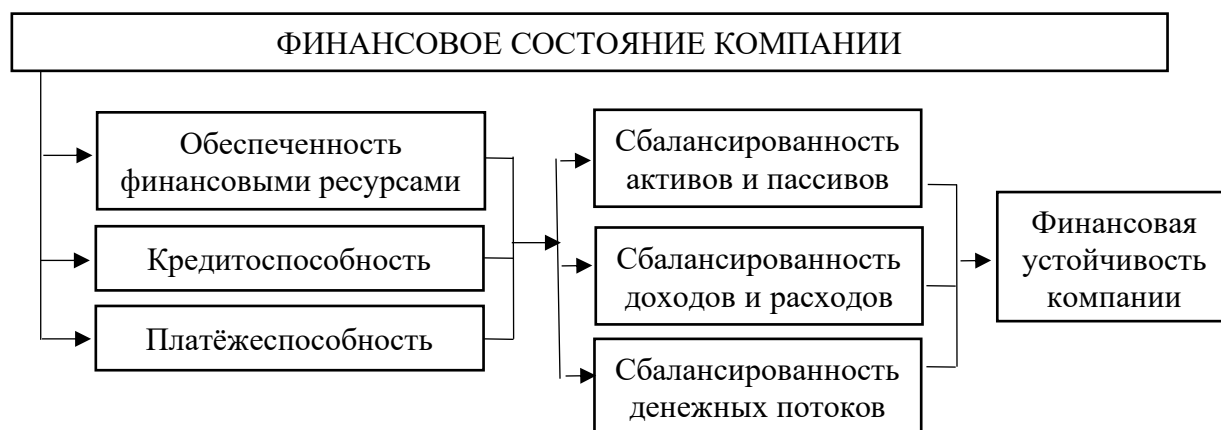 ФИНАНСОВОЕ СОСТОЯНИЕ КОМПАНИИ
Обеспеченность
финансовыми ресурсами
Кредитоспособность
Платёжеспособность
Сбалансированность
активов и пассивов
Сбалансированность
доходов и расходов
Сбалансированность
денежных потоков
Финансовая
устойчивость
компании